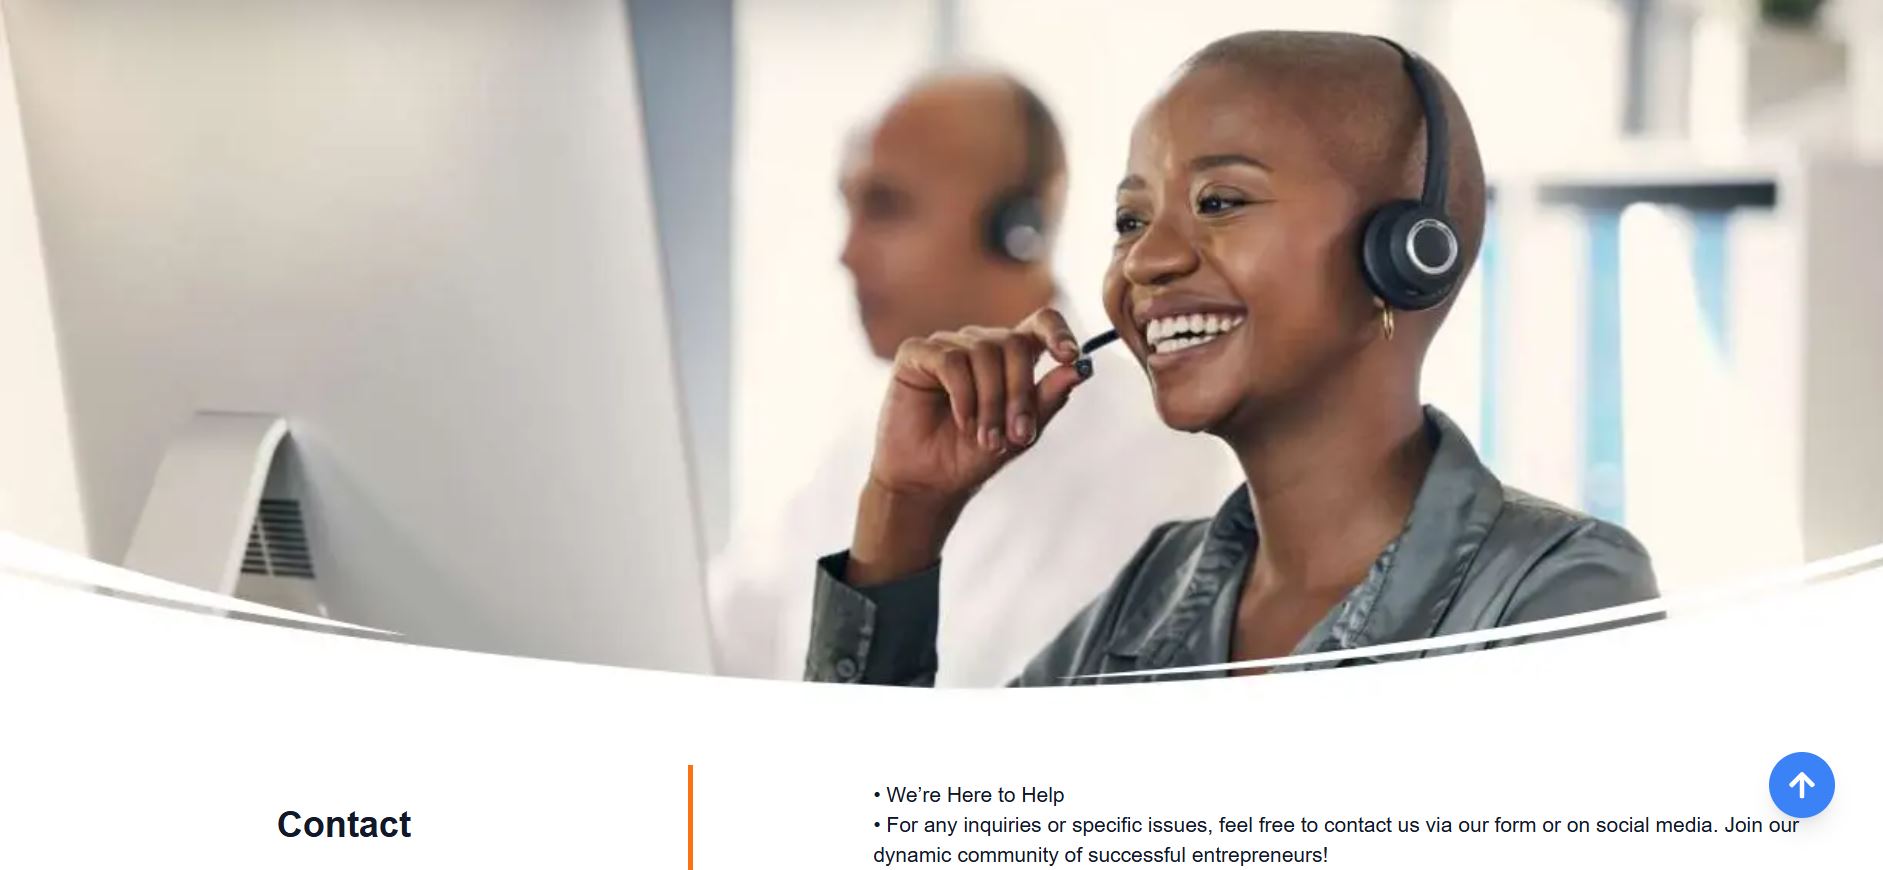 Contact
• We’re Here to Help
• For any inquiries or specific issues, feel free to contact us via our form or on social media. Join our
dynamic community of successful entrepreneurs!